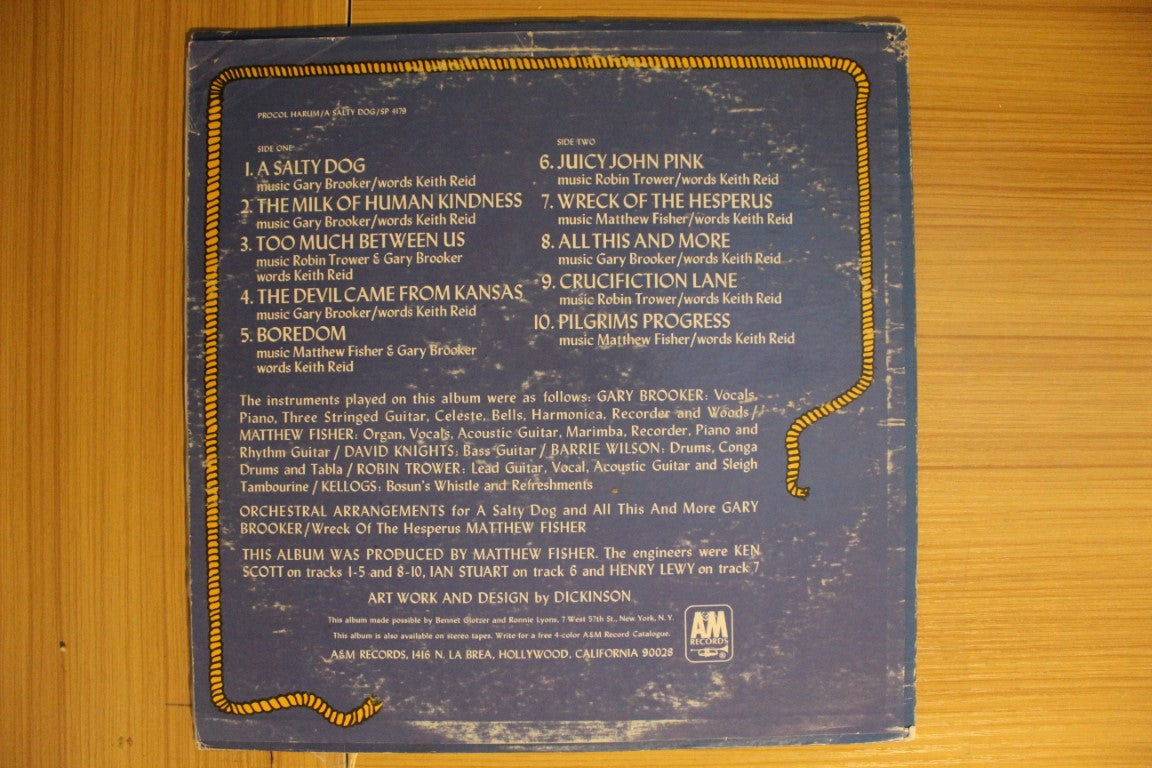 PROCOL HARUM/A SALTY DOG/SP 4179
SIDE ONE
1. A SALTY DOG
music Gary Brooker/words Keith Reid
2. THE MILK OF HUMAN KINDNESS
music Gary Brooker/words Keith Reid
3. TOO MUCH BETWEEN US
music Robin Trower & Gary Brooker
words Keith Reid
4. THE DEVIL CAME FROM KANSAS
music Gary Brooker/words Keith Reid
5. BOREDOM
music Matthew Fisher & Gary Brooker
words Keith Reid
SIDE TWO
6. JUICY JOHN PINK
music Robin Trower/words Keith Reid
7. WRECK OF THE HESPERUS
music Matthew Fisher/words Keith Reid
8. ALL THIS AND MORE
music Gary Brooker/words Keith Reid
9. CRUCIFICTION LANE
music Robin Trower/words Keith Reid
10. PILGRIMS PROGRESS
music Matthew Fisher/words Keith Reid
The instruments played on this album were as follows: GARY BROOKER: Vocals,
Piano, Three Stringed Guitar, Celeste, Bells, Harmonica, Recorder and Woods/
MATTHEW FISHER: Organ, Vocals, Acoustic Guitar, Marimba, Recorder, Piano and
Rhythm Guitar / DAVID KNIGHTS: Bass Guitar / BARRIE WILSON: Drums, Conga
Drums and Tabla / ROBIN TROWER: Lead Guitar, Vocal, Acoustic Guitar and Sleigh
Tambourine / KELLOGS: Bosun's Whistle and Refreshments
ORCHESTRAL ARRANGEMENTS for A Salty Dog and All This And More GARY
BROOKER/Wreck Of The Hesperus MATTHEW FISHER
THIS ALBUM WAS PRODUCED BY MATTHEW FISHER. The engineers were KEN
SCOTT on tracks 1-5 and 8-10, IAN STUART on track 6 and HENRY LEWY on track 7
ART WORK AND DESIGN by DICKINSON
This album made possible by Bennet Glotzer and Ronnie Lyons, 7 West 57th St., New York, N.Y.
This album is also available on stereo tapes. Write for a free 4-color A&M Record Catalogue.
A&M RECORDS, 1416 N. LA BREA, HOLLYWOOD, CALIFORNIA 90028
A&M
RECORDS